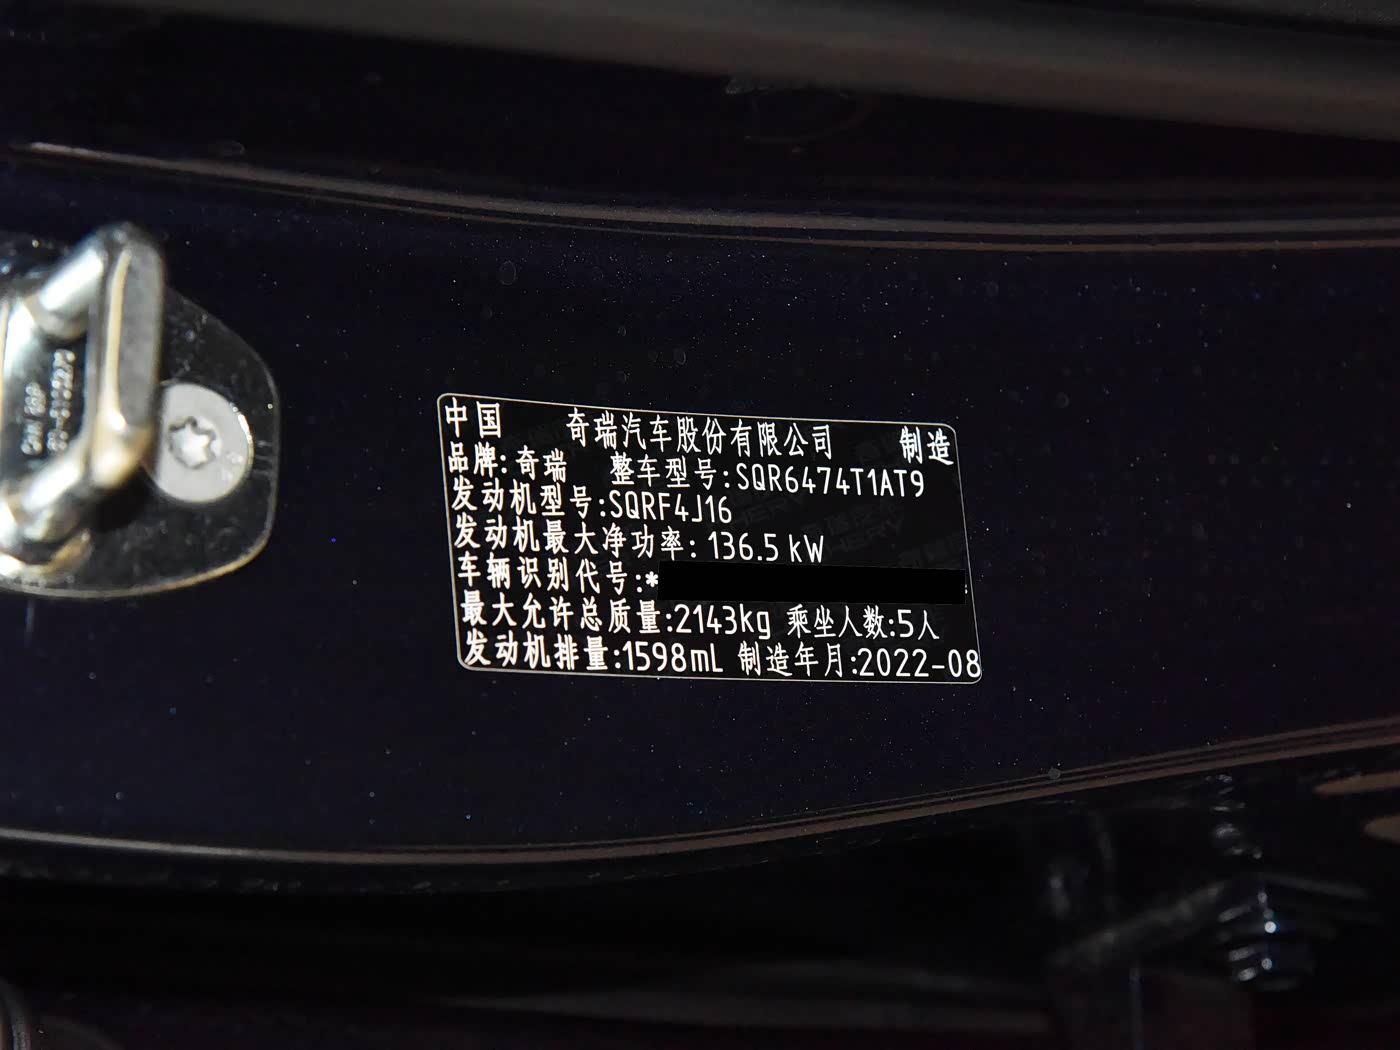 中国 奇瑞汽车股份有限公司 制造
品牌:奇瑞 整车型号:SQR6474T1AT9
发动机型号:SQRF4J16
发动机最大净功率:136.5 kW
车辆识别代号:*
最大允许总质量:2143kg 乘坐人数:5人
发动机排量:1598mL 制造年月:2022-08